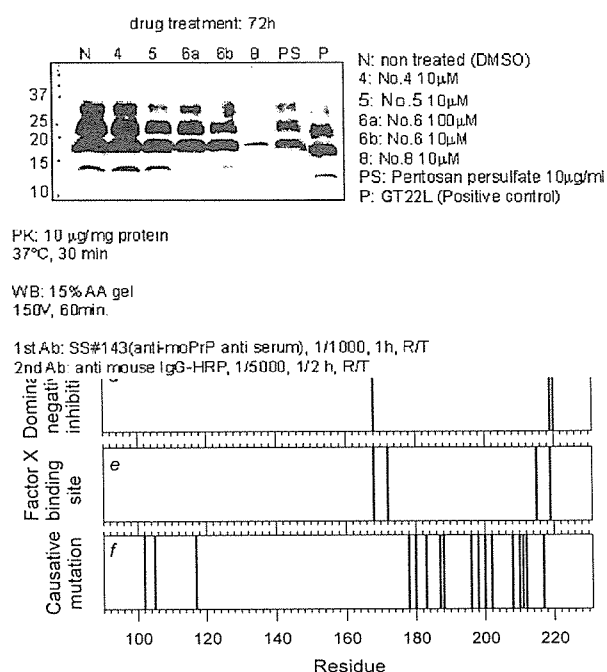 drug treatment: 72h
N 4 5 6a 6b 8 PS P
37
25
20
15
10
N: non treated (DMSO)
4: No.4 10μM
5: No.5 10μM
6a: No.6 100μM
6b: No.6 10μM
8: No.8 10μM
PS: Pentosan persulfate 10μg/ml
P: GT22L (Positive control)
PK: 10 μg/mg protein
37°C, 30 min
WB: 15% AA gel
150V, 60min.
1st Ab: SS#143(anti-moPrP anti serum), 1/1000, 1h, R/T
2nd Ab: anti mouse IgG-HRP, 1/5000, 1/2 h, R/T
negati
inhibiti
Factor X
binding
site
e
Causative
mutation
f
100 120 140 160 180 200 220
Residue